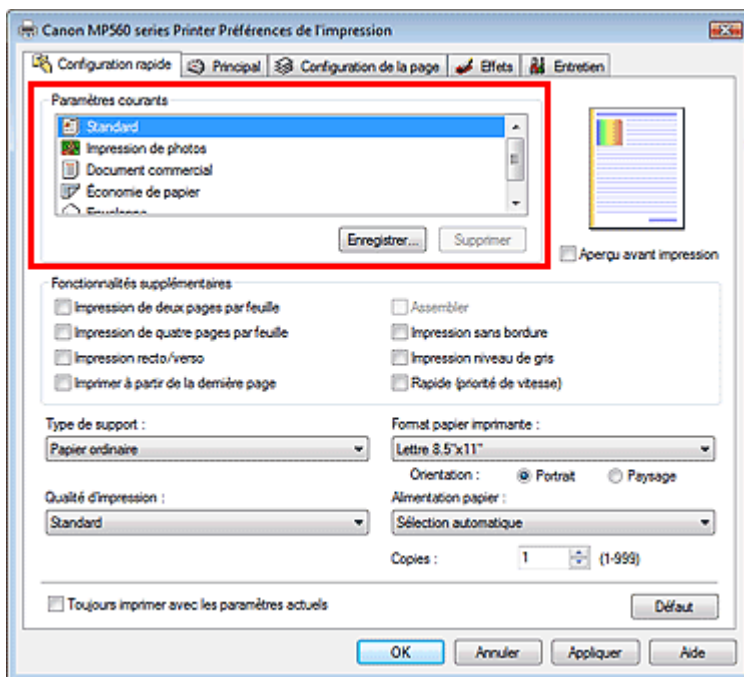 Canon MP560 series Printer Préférences de l'impression
Configuration rapide Principal Configuration de la page Effets Entretien
Paramètres courants
Standard
Impression de photos
Document commercial
Économie de papier
Enregistrer... Supprimer
Aperçu avant impression
Fonctionnalités supplémentaires
Impression de deux pages par feuille Assembler
Impression de quatre pages par feuille Impression sans bordure
Impression recto/verso Impression niveau de gris
Imprimer à partir de la dernière page Rapide (priorité de vitesse)
Type de support : Format papier imprimante :
Papier ordinaire Lettre 8.5"x11"
Orientation : Portrait Paysage
Qualité d'impression : Alimentation papier :
Standard Sélection automatique
Copies : 1 (1-999)
Toujours imprimer avec les paramètres actuels Défaut
OK Annuler Appliquer Aide